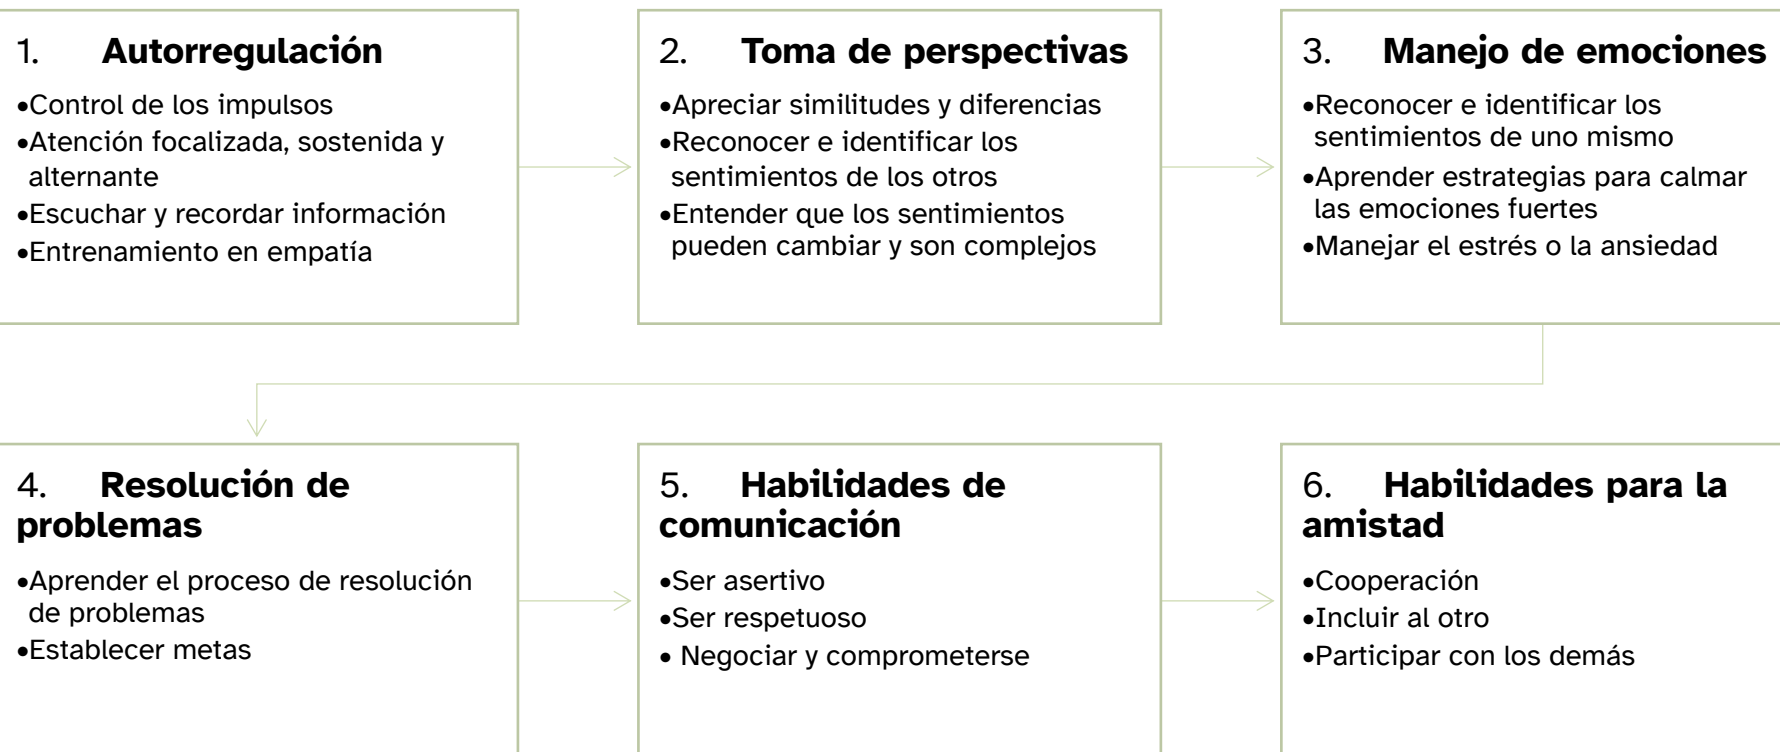 1. Autorregulación
•Control de los impulsos
•Atención focalizada, sostenida y
alternante
•Escuchar y recordar información
•Entrenamiento en empatía
2. Toma de perspectivas
•Apreciar similitudes y diferencias
•Reconocer e identificar los
sentimientos de los otros
•Entender que los sentimientos
pueden cambiar y son complejos
3. Manejo de emociones
•Reconocer e identificar los
sentimientos de uno mismo
•Aprender estrategias para calmar
las emociones fuertes
•Manejar el estrés o la ansiedad
4. Resolución de
problemas
•Aprender el proceso de resolución
de problemas
•Establecer metas
5. Habilidades de
comunicación
•Ser asertivo
•Ser respetuoso
• Negociar y comprometerse
6. Habilidades para la
amistad
•Cooperación
•Incluir al otro
•Participar con los demás